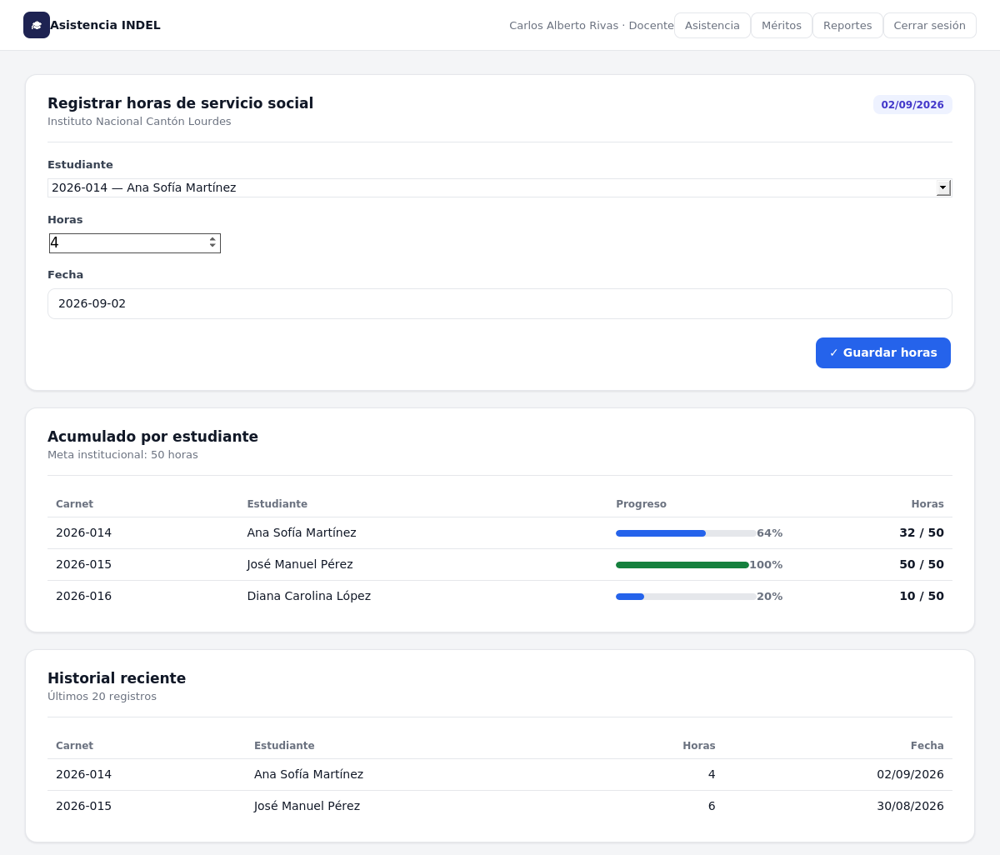 Asistencia INDEL
Carlos Alberto Rivas · Docente Asistencia Méritos Reportes Cerrar sesión
Registrar horas de servicio social
02/09/2026
Instituto Nacional Cantón Lourdes
Estudiante
2026-014 — Ana Sofía Martínez
Horas
4
Fecha
2026-09-02
✓ Guardar horas
Acumulado por estudiante
Meta institucional: 50 horas
Carnet Estudiante Progreso Horas
2026-014 Ana Sofía Martínez 64% 32 / 50
2026-015 José Manuel Pérez 100% 50 / 50
2026-016 Diana Carolina López 20% 10 / 50
Historial reciente
Últimos 20 registros
Carnet Estudiante Horas Fecha
2026-014 Ana Sofía Martínez 4 02/09/2026
2026-015 José Manuel Pérez 6 30/08/2026